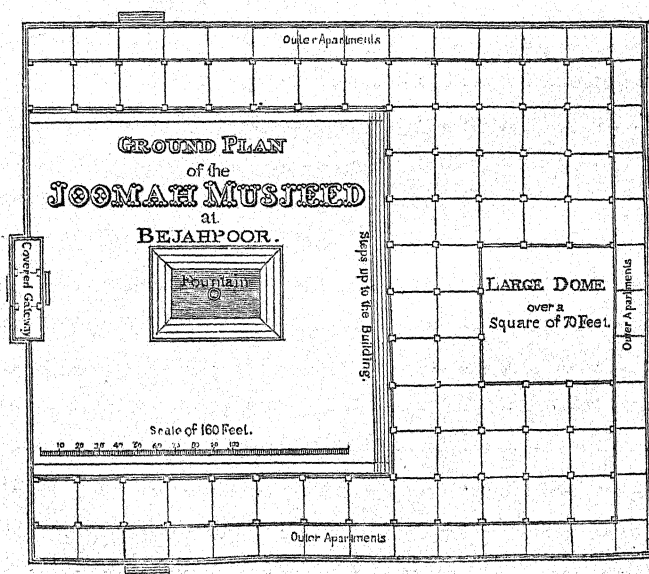 Outer Apartments
GROUND PLAN
of the
JOOMAH MUSJEED
at
BEJAHPOOR.
Covered Gateway
Fountain
Steps up to the Building.
LARGE DOME
over a
Square of 70 Feet.
Outer Apartments
Scale of 160 Feet.
10 20 30 40 50 60 70 80 90 100
Outer Apartments